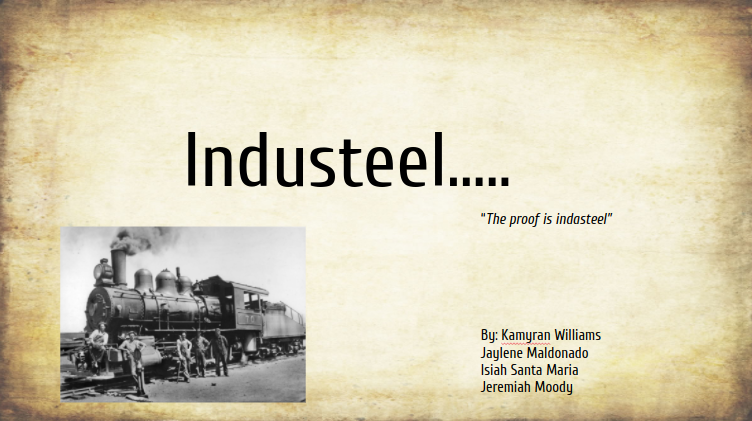 Industeel.....
“The proof is indasteel”
By: Kamyran Williams
Jaylene Maldonado
Isiah Santa Maria
Jeremiah Moody